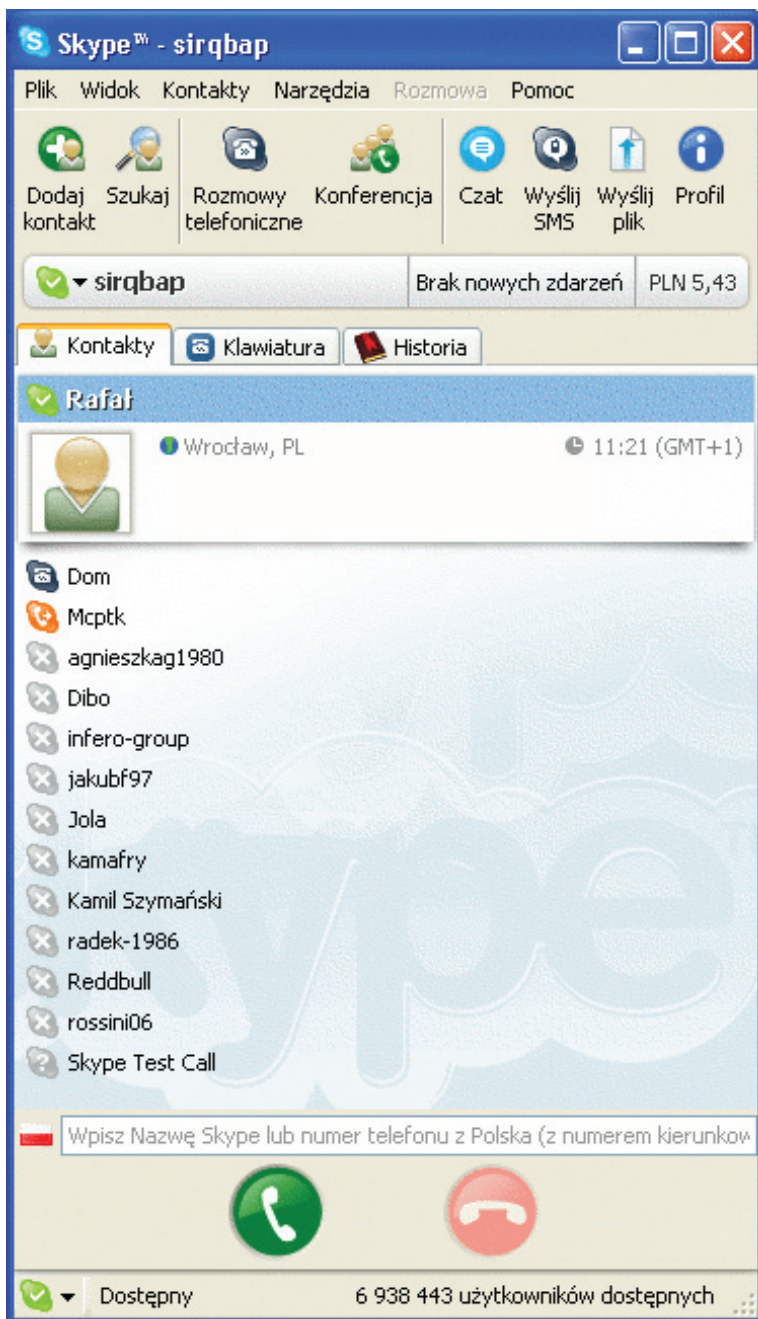 Skype™ - sirqbap
Plik Widok Kontakty Narzędzia Rozmowa Pomoc
Dodaj kontakt Szukaj Rozmowy telefoniczne Konferencja Czat Wyślij SMS Wyślij plik Profil
sirqbap Brak nowych zdarzeń PLN 5,43
Kontakty Klawiatura Historia
Rafał
Wrocław, PL 11:21 (GMT+1)
Dom
Mcptk
agnieszkag1980
Dibo
infero-group
jakubf97
Jola
kamafry
Kamil Szymański
radek-1986
Reddbull
rossini06
Skype Test Call
Wpisz Nazwę Skype lub numer telefonu z Polska (z numerem kierunkow
Dostępny 6 938 443 użytkowników dostępnych